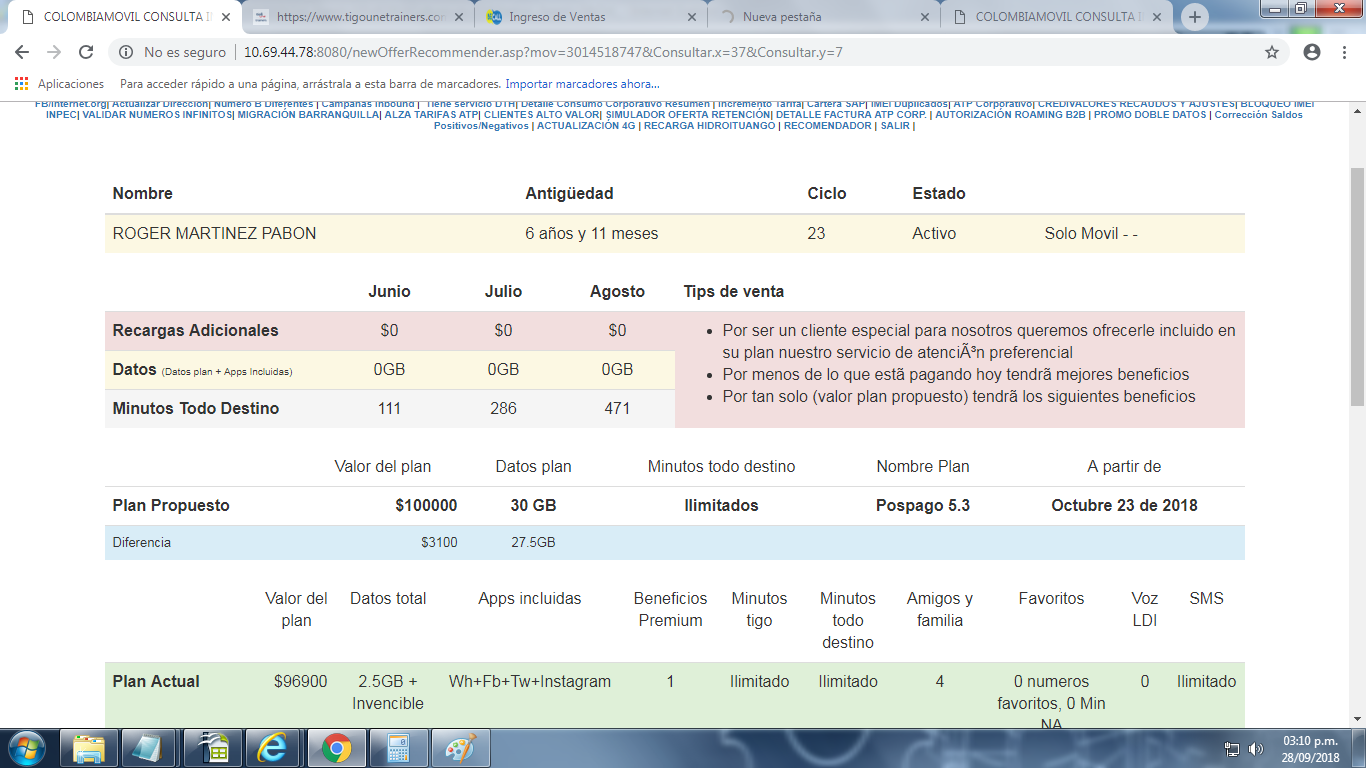 COLOMBIAMOVIL CONSULTA I
https://www.tigounetrainers.con
Ingreso de Ventas
Nueva pestaña
COLOMBIAMOVIL CONSULTA I
No es seguro | 10.69.44.78:8080/newOfferRecommender.asp?mov=3014518747&Consultar.x=37&Consultar.y=7
Aplicaciones Para acceder rápido a una página, arrástrala a esta barra de marcadores. Importar marcadores ahora...
FB/Internet.org| Actualizar Direccion| Numero B Diferentes | Campanas Inbound | Tiene servicio DTH| Detalle Consumo Corporativo Resumen | Incremento Tarifa| Cartera SAP| IMEI Duplicados| ATP Corporativo| CREDIVALORES RECAUDOS Y AJUSTES| BLOQUEO IMEI
INPEC| VALIDAR NUMEROS INFINITOS| MIGRACIÓN BARRANQUILLA| ALZA TARIFAS ATP| CLIENTES ALTO VALOR| SIMULADOR OFERTA RETENCIÓN| DETALLE FACTURA ATP CORP. | AUTORIZACIÓN ROAMING B2B | PROMO DOBLE DATOS | Corrección Saldos
Positivos/Negativos | ACTUALIZACIÓN 4G | RECARGA HIDROITUANGO | RECOMENDADOR | SALIR |
Nombre Antigüedad Ciclo Estado
ROGER MARTINEZ PABON 6 años y 11 meses 23 Activo Solo Movil - -
Junio Julio Agosto Tips de venta
Recargas Adicionales $0 $0 $0
Datos (Datos plan + Apps Incluidas) 0GB 0GB 0GB
Minutos Todo Destino 111 286 471
• Por ser un cliente especial para nosotros queremos ofrecerle incluido en
su plan nuestro servicio de atenciÃ³n preferencial
• Por menos de lo que estã pagando hoy tendrã mejores beneficios
• Por tan solo (valor plan propuesto) tendrã los siguientes beneficios
Valor del plan Datos plan Minutos todo destino Nombre Plan A partir de
Plan Propuesto $100000 30 GB Ilimitados Pospago 5.3 Octubre 23 de 2018
Diferencia $3100 27.5GB
Valor del Datos total Apps incluidas Beneficios Minutos Minutos Amigos y Favoritos Voz SMS
plan Premium tigo todo familia LDI
destino
Plan Actual $96900 2.5GB + Wh+Fb+Tw+Instagram 1 Ilimitado Ilimitado 4 0 numeros 0 Ilimitado
Invencible favoritos, 0 Min
NA
03:10 p.m.
28/09/2018